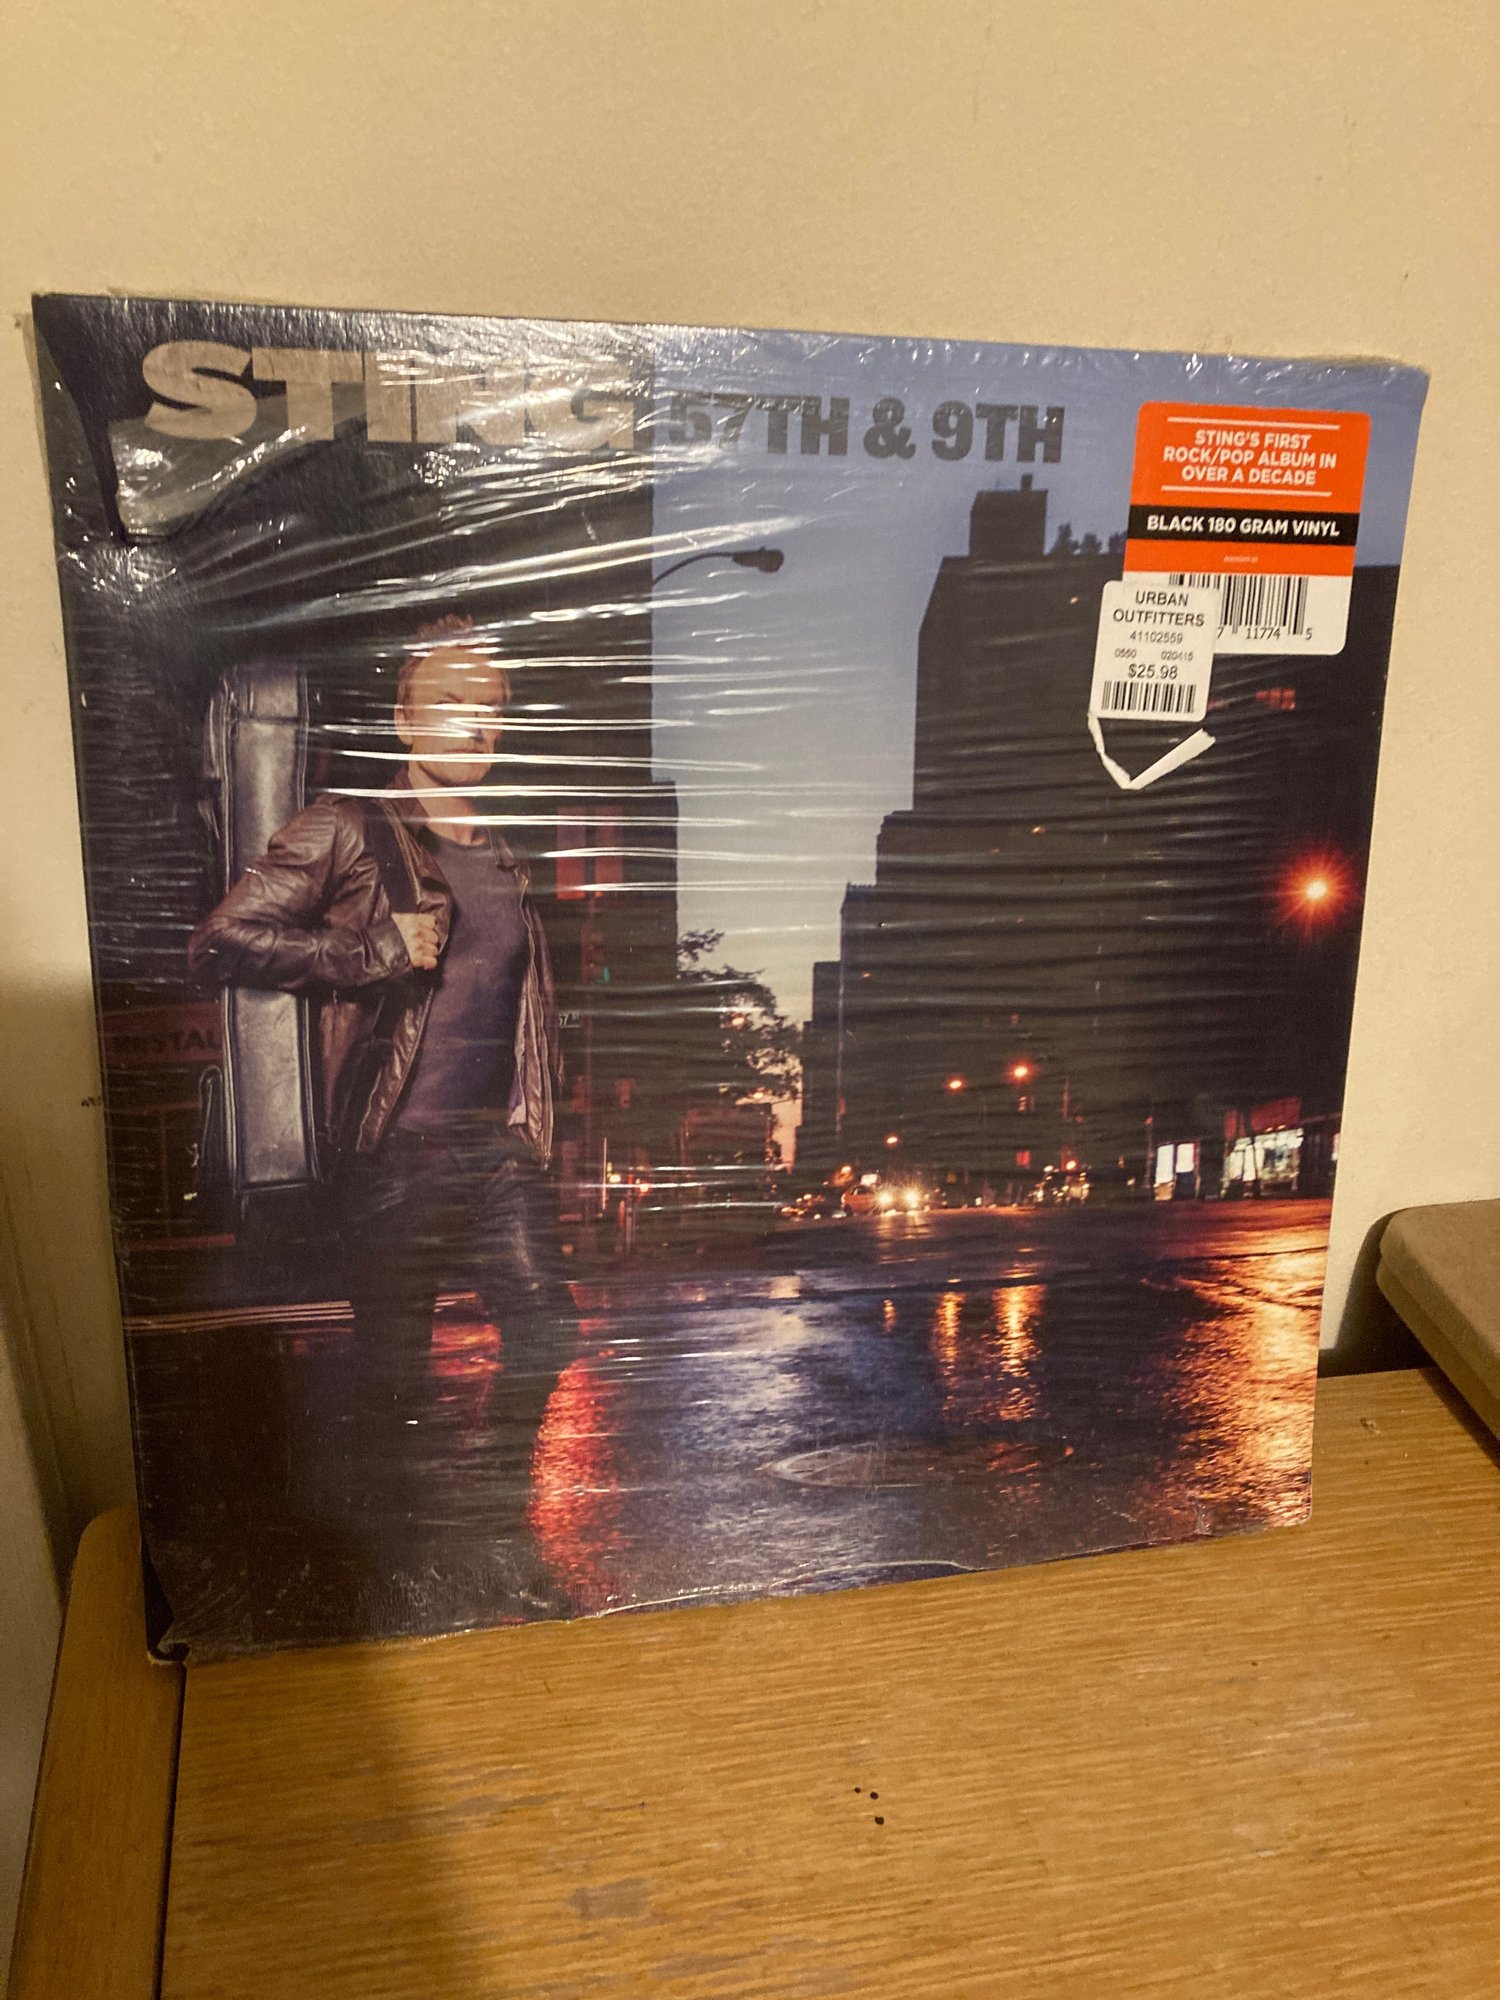 STING 57TH & 9TH
STING'S FIRST
ROCK/POP ALBUM IN
OVER A DECADE
BLACK 180 GRAM VINYL
7 11774 5
URBAN
OUTFITTERS
41102559
0550 020415
$25.98